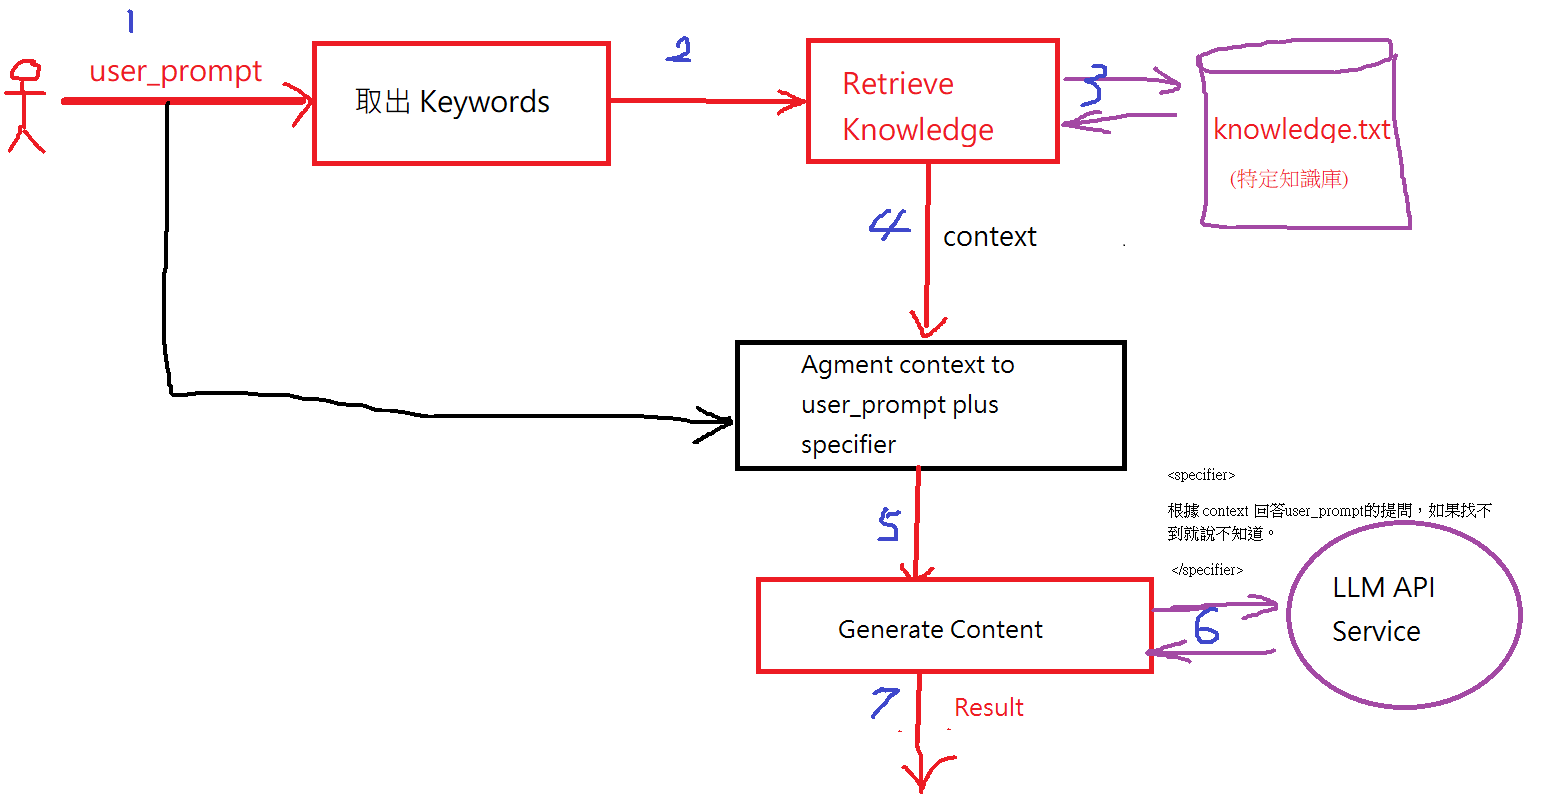 1
user_prompt
取出 Keywords
2
Retrieve
Knowledge
3
knowledge.txt
(特定知識庫)
4
context
Agment context to
user_prompt plus
specifier
5
<specifier>
根據 context 回答user_prompt的提問，如果找不
到就說不知道。
</specifier>
Generate Content
6
LLM API
Service
7
Result